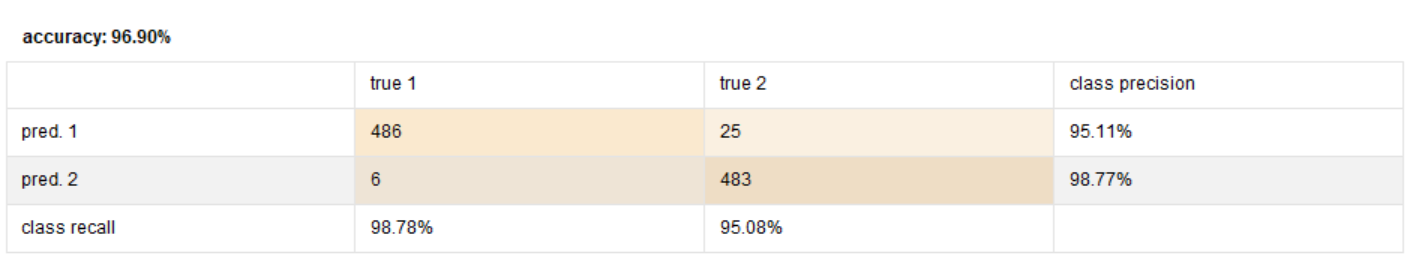 accuracy: 96.90%
true 1 true 2 class precision
pred. 1 486 25 95.11%
pred. 2 6 483 98.77%
class recall 98.78% 95.08%